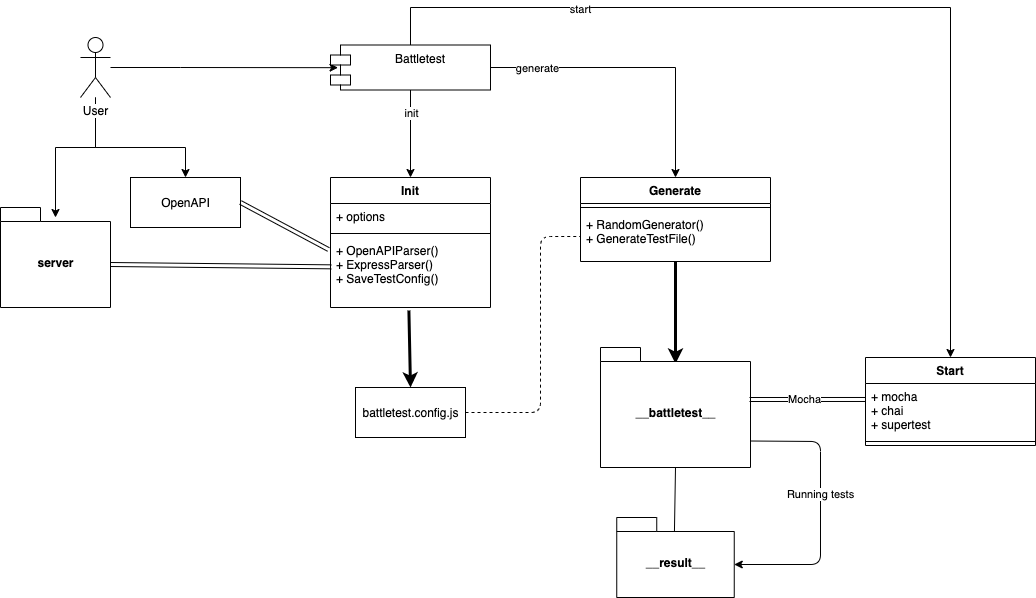 start
Battletest
generate
User
init
OpenAPI
Init
+ options
+ OpenAPIParser()
+ ExpressParser()
+ SaveTestConfig()
Generate
+ RandomGenerator()
+ GenerateTestFile()
server
battletest.config.js
__battletest__
Mocha
Start
+ mocha
+ chai
+ supertest
Running tests
__result__